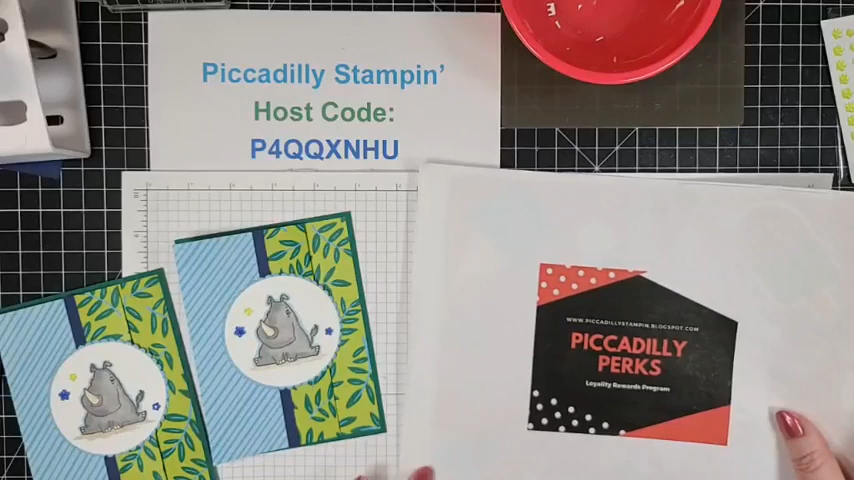 Piccadilly Stampin'
Host Code:
P4QQXNHU
WWW.PICCADILLYSTAMPIN.BLOGSPOT.COM
PICCADILLY
PERKS
Loyalty Rewards Program